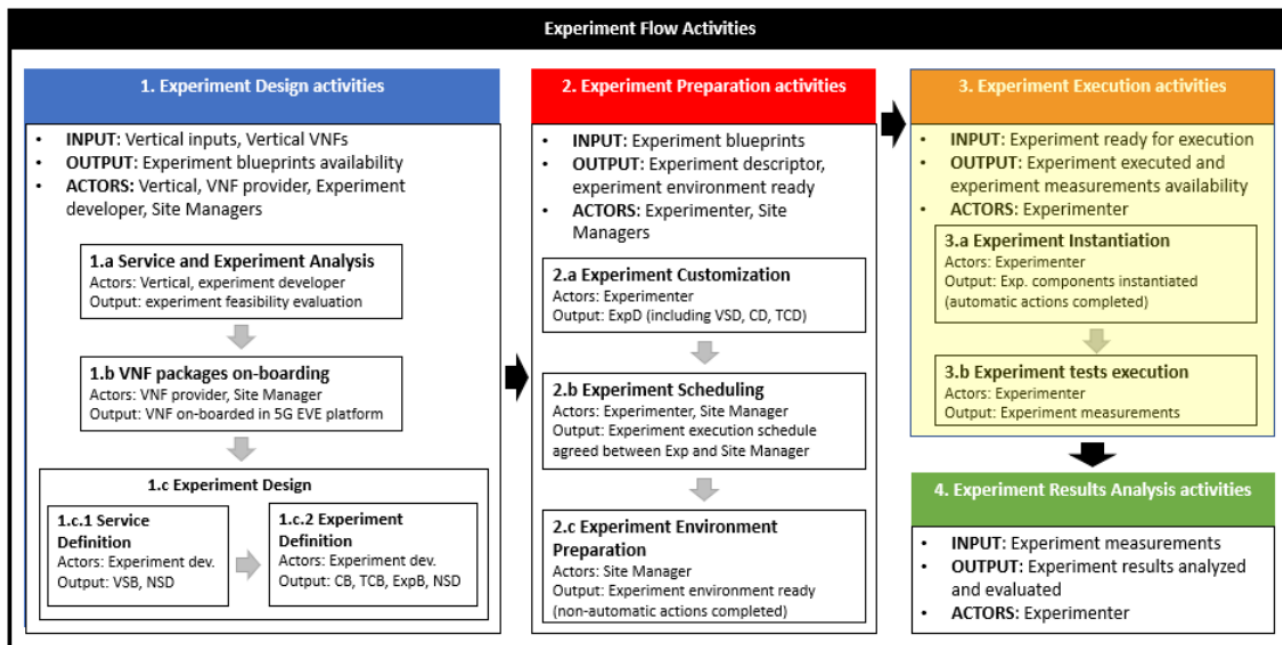 Experiment Flow Activities
1. Experiment Design activities
• INPUT: Vertical inputs, Vertical VNFs
• OUTPUT: Experiment blueprints availability
• ACTORS: Vertical, VNF provider, Experiment
developer, Site Managers
1.a Service and Experiment Analysis
Actors: Vertical, experiment developer
Output: experiment feasibility evaluation
1.b VNF packages on-boarding
Actors: VNF provider, Site Manager
Output: VNF on-boarded in 5G EVE platform
1.c Experiment Design
1.c.1 Service
Definition
Actors: Experiment dev.
Output: VSB, NSD
1.c.2 Experiment
Definition
Actors: Experiment dev.
Output: CB, TCB, ExpB, NSD
2. Experiment Preparation activities
• INPUT: Experiment blueprints
• OUTPUT: Experiment descriptor,
experiment environment ready
• ACTORS: Experimenter, Site
Managers
2.a Experiment Customization
Actors: Experimenter
Output: ExpD (including VSD, CD, TCD)
2.b Experiment Scheduling
Actors: Experimenter, Site Manager
Output: Experiment execution schedule
agreed between Exp and Site Manager
2.c Experiment Environment
Preparation
Actors: Site Manager
Output: Experiment environment ready
(non-automatic actions completed)
3. Experiment Execution activities
• INPUT: Experiment ready for execution
• OUTPUT: Experiment executed and
experiment measurements availability
• ACTORS: Experimenter
3.a Experiment Instantiation
Actors: Experimenter
Output: Exp. components instantiated
(automatic actions completed)
3.b Experiment tests execution
Actors: Experimenter
Output: Experiment measurements
4. Experiment Results Analysis activities
• INPUT: Experiment measurements
• OUTPUT: Experiment results analyzed
and evaluated
• ACTORS: Experimenter